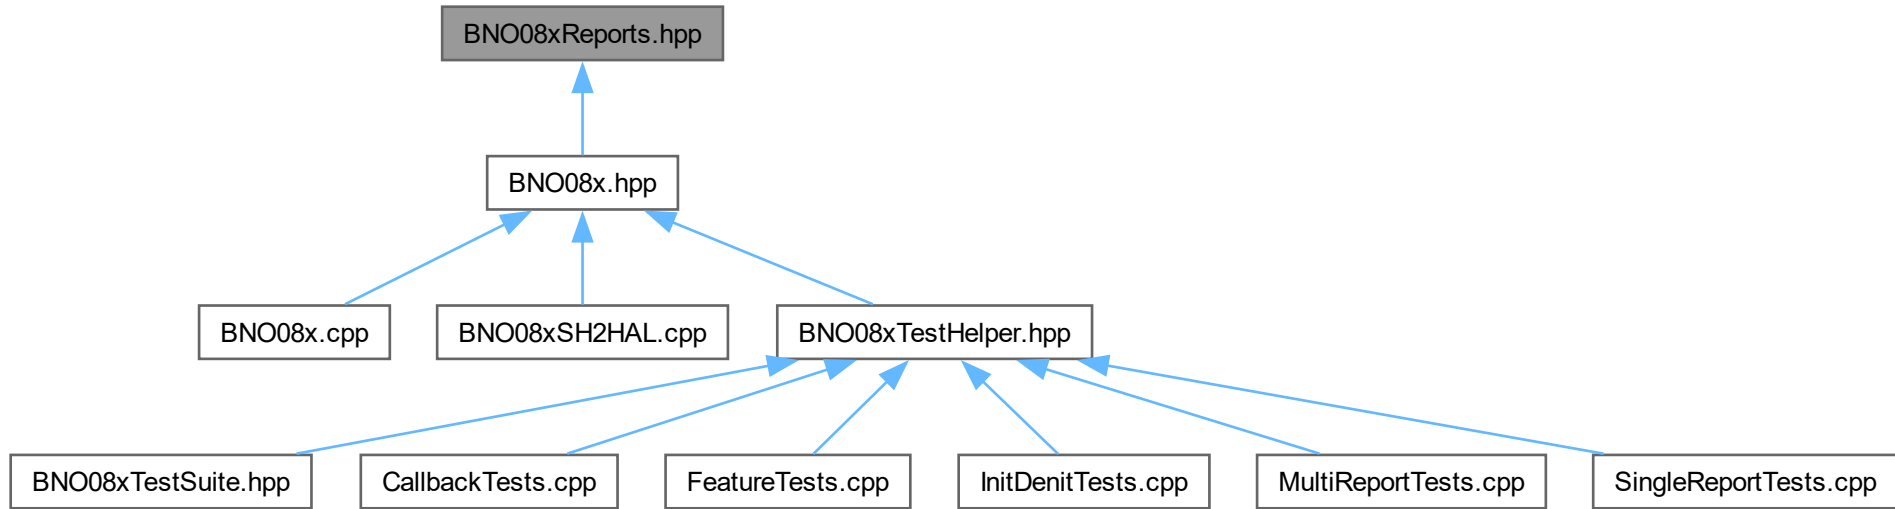 BNO08xReports.hpp
BNO08x.hpp
BNO08x.cpp
BNO08xSH2HAL.cpp
BNO08xTestHelper.hpp
BNO08xTestSuite.hpp
CallbackTests.cpp
FeatureTests.cpp
InitDenitTests.cpp
MultiReportTests.cpp
SingleReportTests.cpp